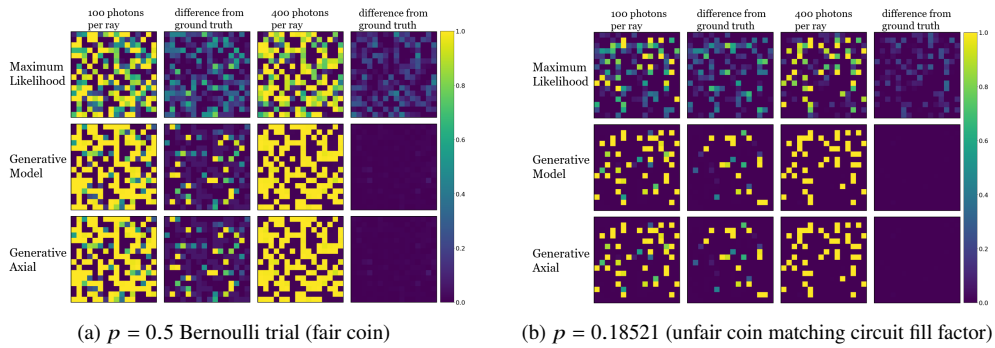 100 photons per ray
difference from ground truth
400 photons per ray
difference from ground truth
Maximum Likelihood
Generative Model
Generative Axial
1.0
0.8
0.6
0.4
0.2
0.0
(a) p = 0.5 Bernoulli trial (fair coin)
100 photons per ray
difference from ground truth
400 photons per ray
difference from ground truth
Maximum Likelihood
Generative Model
Generative Axial
1.0
0.8
0.6
0.4
0.2
0.0
(b) p = 0.18521 (unfair coin matching circuit fill factor)